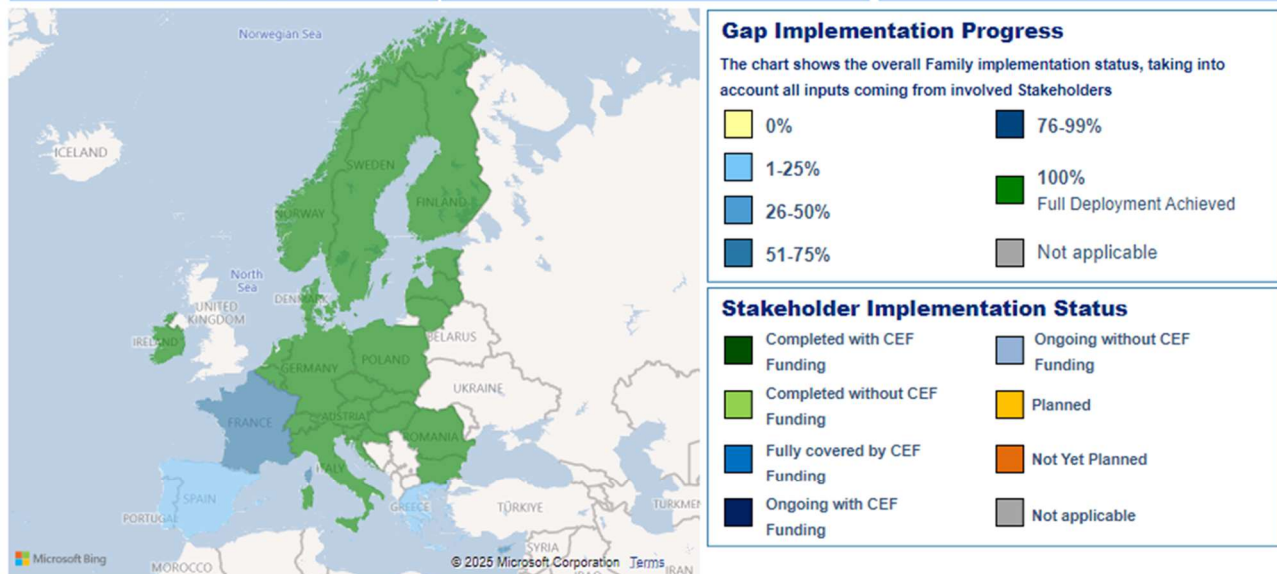 Norwegian Sea
ICELAND
SWEDEN
FINLAND
NORWAY
North
Sea
DENMARK
UNITED
KINGDOM
IRELAND
BELARUS
POLAND
GERMANY
UKRAINE
AUSTRIA
FRANCE
ROMANIA
ITALY
SPAIN
PORTUGAL
GREECE
TÜRKIYE
TURKMEN
SYRIA
IRAQ
IRAN
MOROCCO
Microsoft Bing
© 2025 Microsoft Corporation Terms
Gap Implementation Progress
The chart shows the overall Family implementation status, taking into
account all inputs coming from involved Stakeholders
0%
1-25%
26-50%
51-75%
76-99%
100%
Full Deployment Achieved
Not applicable
Stakeholder Implementation Status
Completed with CEF
Funding
Completed without CEF
Funding
Fully covered by CEF
Funding
Ongoing with CEF
Funding
Ongoing without CEF
Funding
Planned
Not Yet Planned
Not applicable